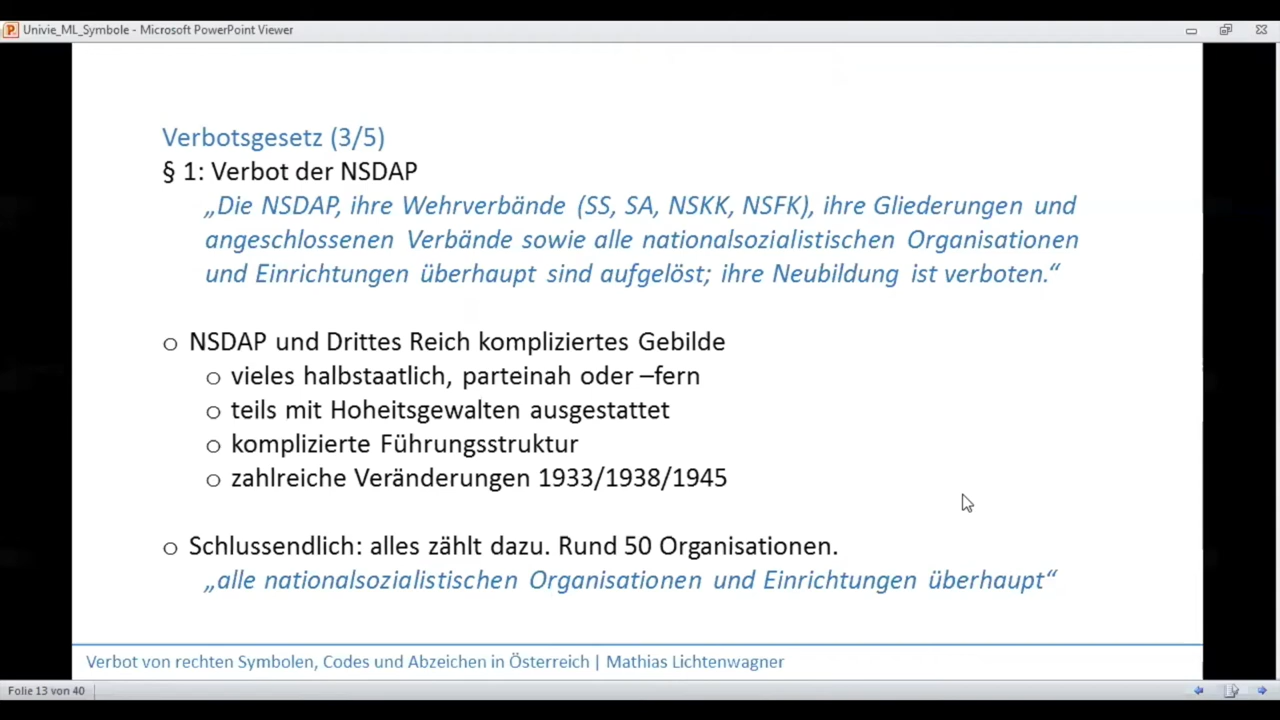 Univie_ML_Symbole - Microsoft PowerPoint Viewer
Verbotsgesetz (3/5)
§ 1: Verbot der NSDAP
„Die NSDAP, ihre Wehrverbände (SS, SA, NSKK, NSFK), ihre Gliederungen und
angeschlossenen Verbände sowie alle nationalsozialistischen Organisationen
und Einrichtungen überhaupt sind aufgelöst; ihre Neubildung ist verboten.“
o NSDAP und Drittes Reich kompliziertes Gebilde
o vieles halbstaatlich, parteinah oder –fern
o teils mit Hoheitsgewalten ausgestattet
o komplizierte Führungsstruktur
o zahlreiche Veränderungen 1933/1938/1945
o Schlussendlich: alles zählt dazu. Rund 50 Organisationen.
„alle nationalsozialistischen Organisationen und Einrichtungen überhaupt“
Verbot von rechten Symbolen, Codes und Abzeichen in Österreich | Mathias Lichtenwagner
Folie 13 von 40